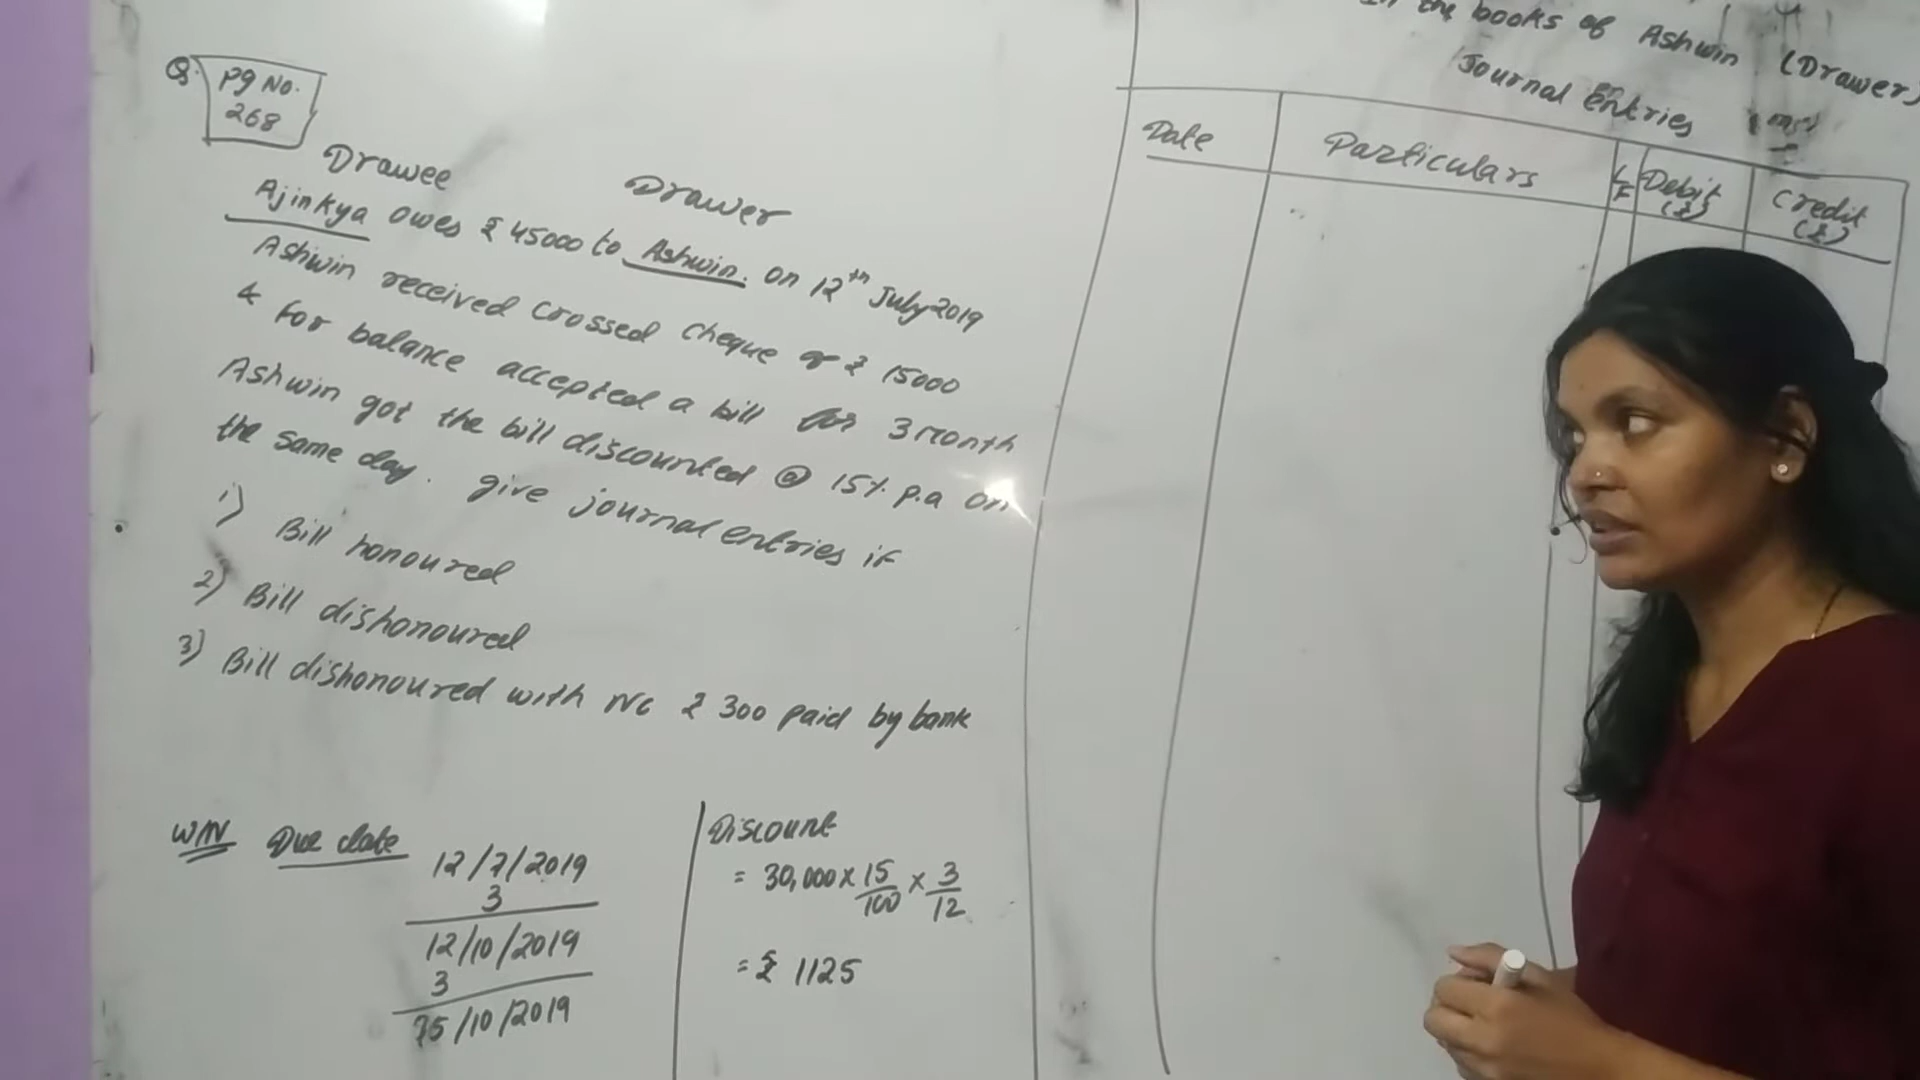 Q. Pg No.
268
Drawee Drawer
Ajinkya owes ₹ 45000 to Ashwin. on 12th July 2019
Ashwin received crossed cheque of ₹ 15000
& for balance accepted a bill for 3 month
Ashwin got the bill discounted @ 15% p.a on
the same day. give journal entries if
1) Bill honoured
2) Bill dishonoured
3) Bill dishonoured with NC ₹ 300 paid by bank
W/N Due date
12/7/2019
3
12/10/2019
3
15/10/2019
Discount
= 30,000 × 15/100 × 3/12
= ₹ 1125
In the books of Ashwin (Drawer)
Journal Entries
Date Particulars LF Debit (₹) Credit (₹)